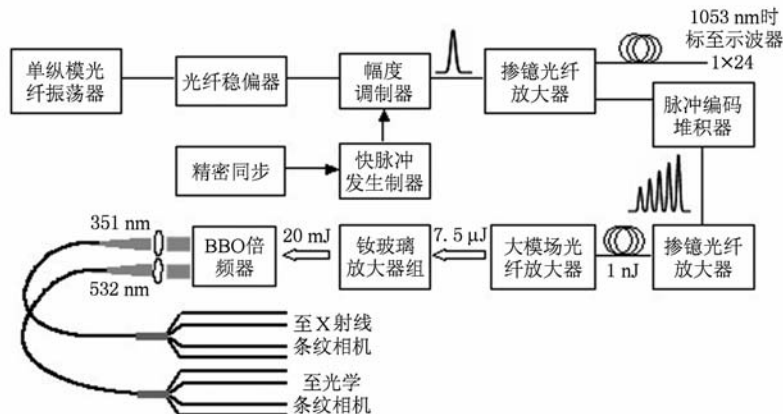 1053 nm时
标至示波器
1×24
单纵模光
纤振荡器
光纤稳偏器
幅度
调制器
掺镱光纤
放大器
脉冲编码
堆积器
精密同步
快脉冲
发生制器
351 nm
532 nm
BBO倍
频器
20 mJ
钕玻璃
放大器组
7.5 μJ
大模场光
纤放大器
1 nJ
掺镱光纤
放大器
至X射线
条纹相机
至光学
条纹相机